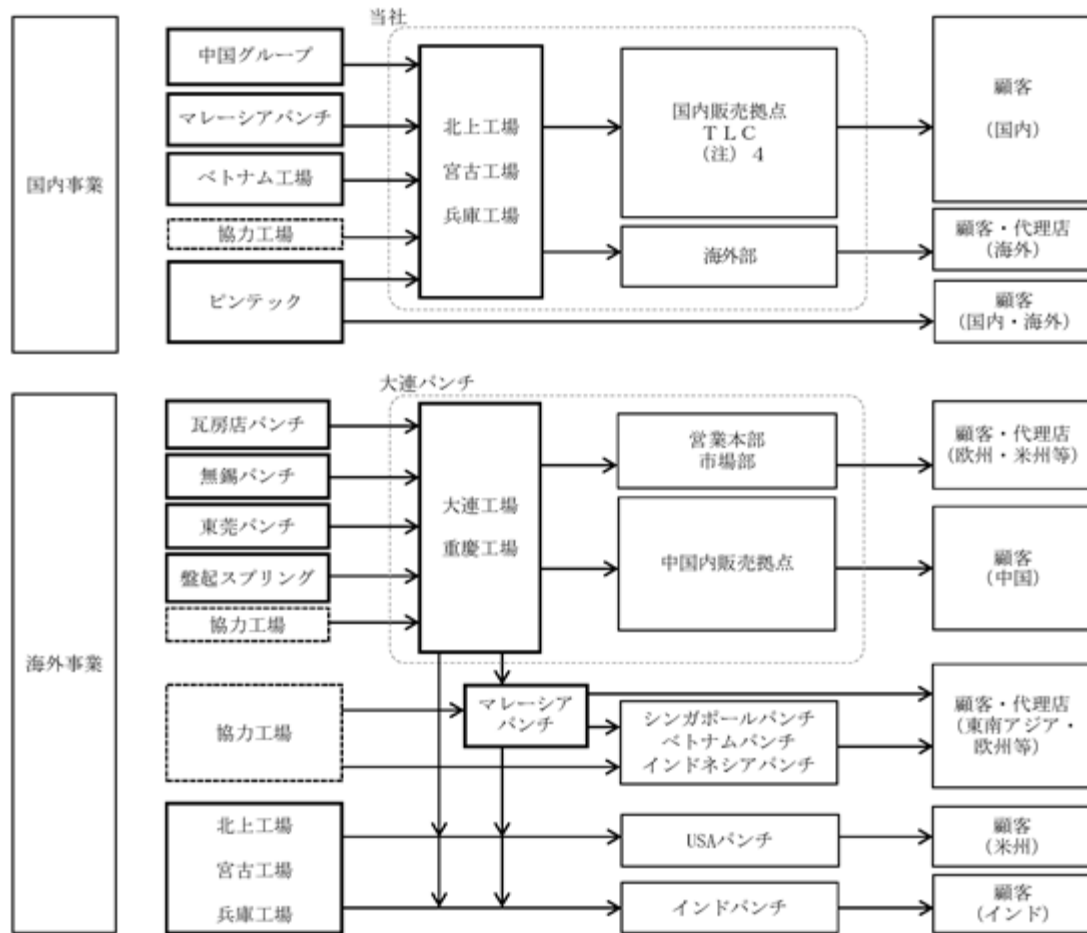 当社
国内事業
中国グループ
マレーシアパンチ
ベトナム工場
協力工場
ピンテック
北上工場
宮古工場
兵庫工場
国内販売拠点
ＴＬＣ
（注）４
海外部
顧客
（国内）
顧客・代理店
（海外）
顧客
（国内・海外）
大連パンチ
海外事業
瓦房店パンチ
無錫パンチ
東莞パンチ
盤起スプリング
協力工場
大連工場
重慶工場
営業本部
市場部
中国内販売拠点
顧客・代理店
（欧州・米州等）
顧客
（中国）
協力工場
マレーシア
パンチ
シンガポールパンチ
ベトナムパンチ
インドネシアパンチ
顧客・代理店
（東南アジア・
欧州等）
北上工場
宮古工場
兵庫工場
USAパンチ
インドパンチ
顧客
（米州）
顧客
（インド）